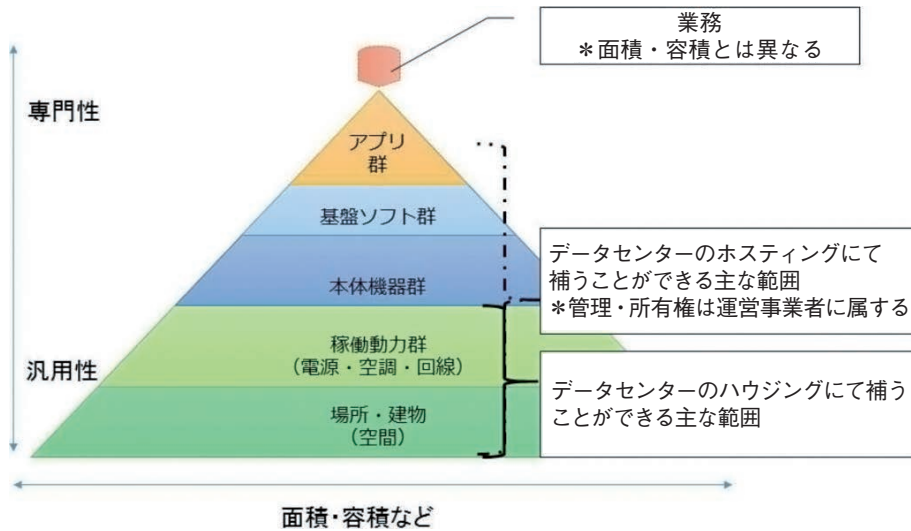 業務
＊面積・容積とは異なる
専門性
アプリ
群
基盤ソフト群
データセンターのホスティングにて
補うことができる主な範囲
＊管理・所有権は運営事業者に属する
本体機器群
稼働動力群
（電源・空調・回線）
汎用性
データセンターのハウジングにて補う
ことができる主な範囲
場所・建物
（空間）
面積・容積など